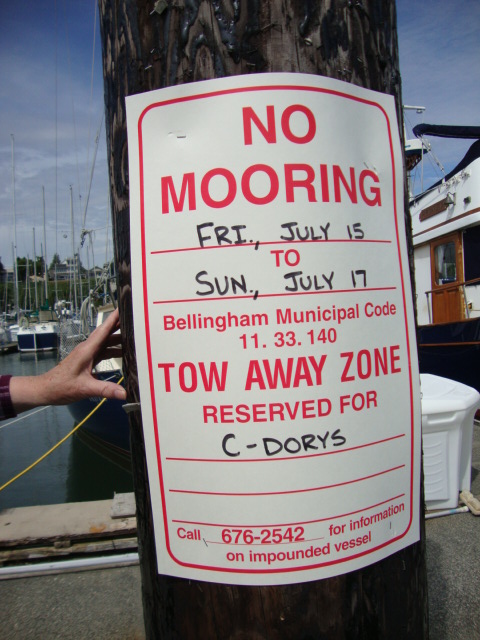 NO
MOORING
FRI., JULY 15
TO
SUN., JULY 17
Bellingham Municipal Code
11. 33. 140
TOW AWAY ZONE
RESERVED FOR
C-DORYS
Call 676-2542 for information
on impounded vessel